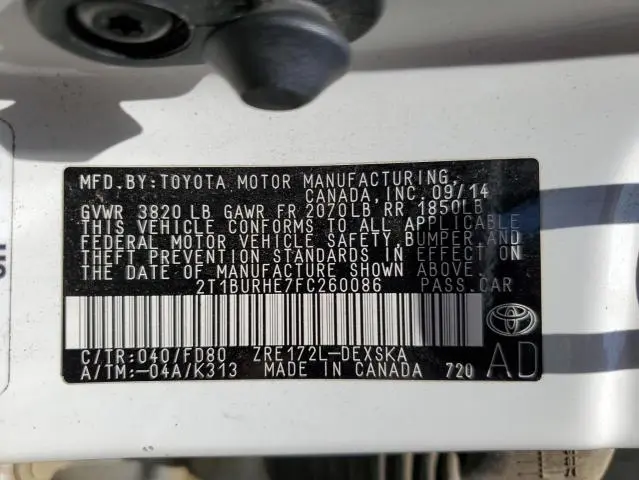 MFD.BY:TOYOTA MOTOR MANUFACTURING,
CANADA,INC. 09/14
GVWR 3820 LB GAWR FR 2070LB RR 1850LB
THIS VEHICLE CONFORMS TO ALL APPLICABLE
FEDERAL MOTOR VEHICLE SAFETY,BUMPER,AND
THEFT PREVENTION STANDARDS IN EFFECT ON
THE DATE OF MANUFACTURE SHOWN ABOVE.
2T1BURHE7FC260086 PASS.CAR
C/TR:040/FD80 ZRE172L-DEXSKA
A/TM:-04A/K313 MADE IN CANADA 720
AD